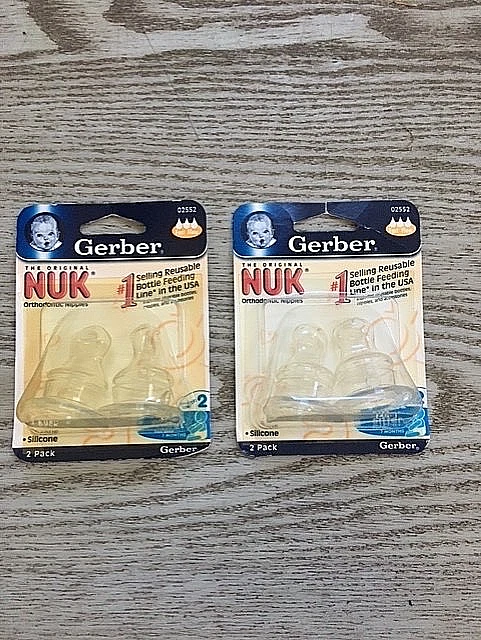 02552
Gerber
THE ORIGINAL
NUK®
Orthodontic Nipples
#1
Selling Reusable
Bottle Feeding
Line* in the USA
2
• Silicone
2 Pack
Gerber
02552
Gerber
THE ORIGINAL
NUK®
Orthodontic Nipples
#1
Selling Reusable
Bottle Feeding
Line* in the USA
7 MONTHS
• Silicone
2 Pack
Gerber